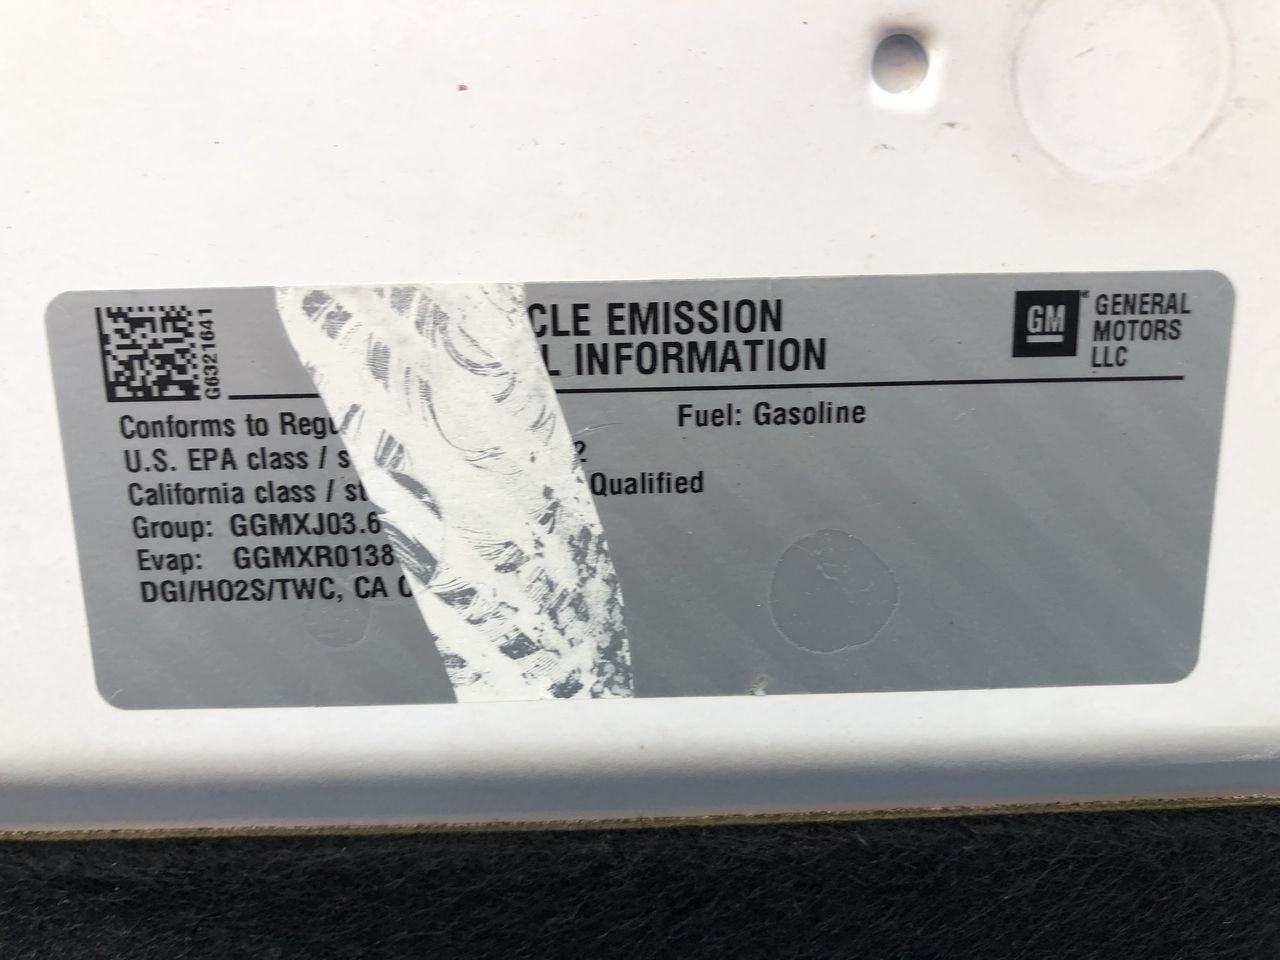 G6321641
CLE EMISSION
L INFORMATION
GM
GENERAL
MOTORS
LLC
Conforms to Regu
Fuel: Gasoline
U.S. EPA class / s
2
California class / st
Qualified
Group: GGMXJ03.6
Evap: GGMXR0138
DGI/HO2S/TWC, CA